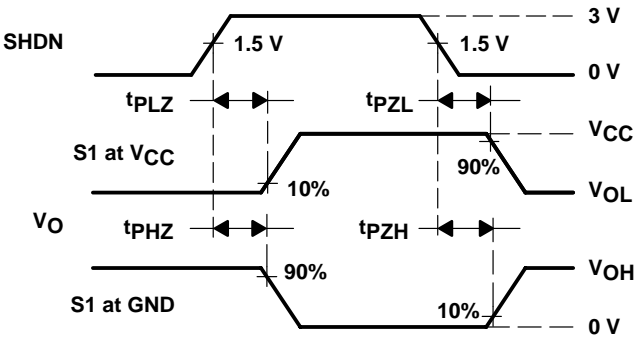 3 V
SHDN
1.5 V
1.5 V
0 V
tPLZ
tPZL
VCC
S1 at VCC
90%
10%
VOL
VO
tPHZ
tPZH
90%
VOH
S1 at GND
10%
0 V